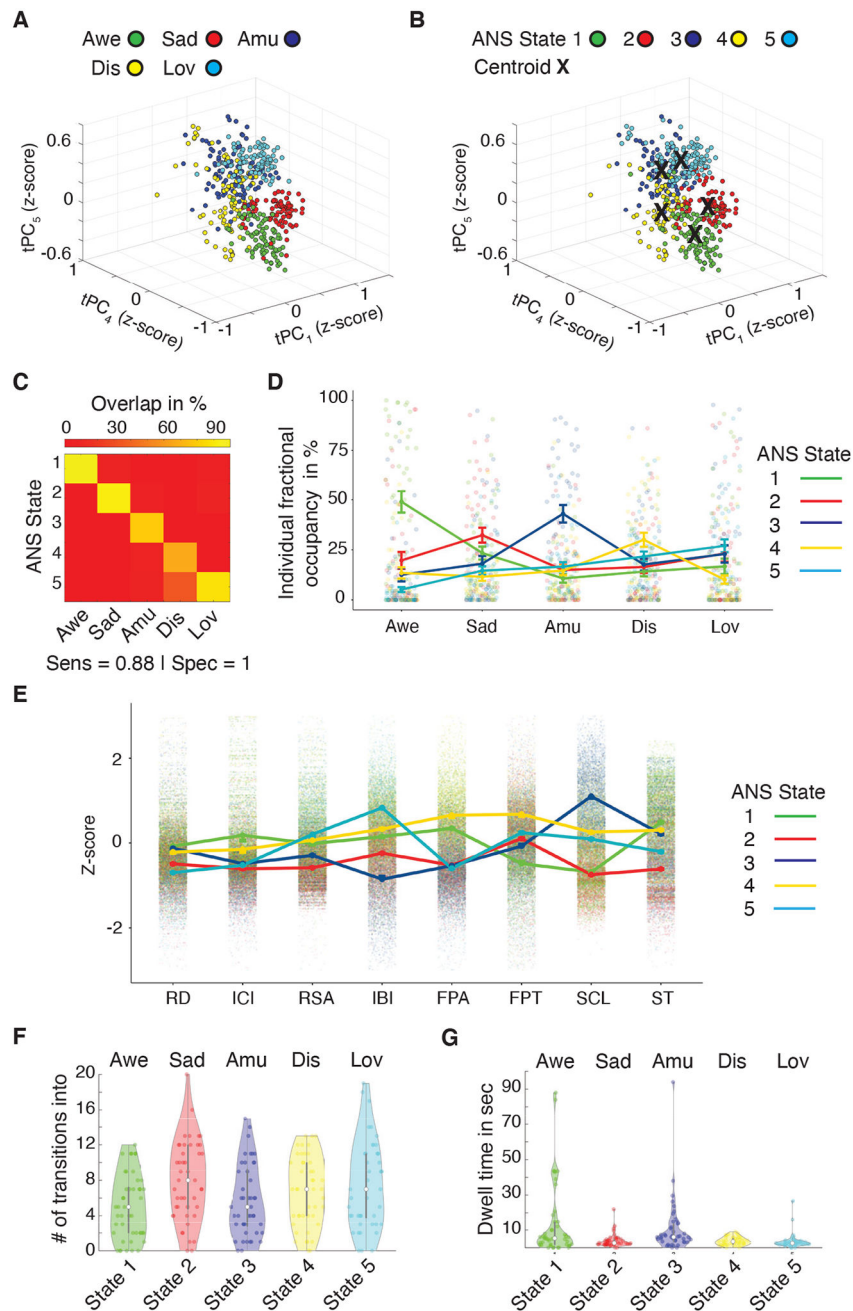 A
Awe Sad Amu
Dis Lov
0.6
0
-0.6
1
0
-1
-1
0
1
tPC5 (z-score)
tPC4 (z-score)
tPC1 (z-score)
B
ANS State 1 2 3 4 5
Centroid X
0.6
0
-0.6
1
0
-1
-1
0
1
tPC5 (z-score)
tPC4 (z-score)
tPC1 (z-score)
X
X
X
X
X
C
Overlap in %
0 30 60 90
ANS State
1
2
3
4
5
Awe Sad Amu Dis Lov
Sens = 0.88 | Spec = 1
D
Individual fractional
occupancy in %
100
75
50
25
0
Awe Sad Amu Dis Lov
ANS State
1
2
3
4
5
E
Z-score
2
0
-2
RD ICI RSA IBI FPA FPT SCL ST
ANS State
1
2
3
4
5
F
Awe Sad Amu Dis Lov
# of transitions into
20
16
12
8
4
0
State 1 State 2 State 3 State 4 State 5
G
Awe Sad Amu Dis Lov
Dwell time in sec
90
70
50
30
10
State 1 State 2 State 3 State 4 State 5